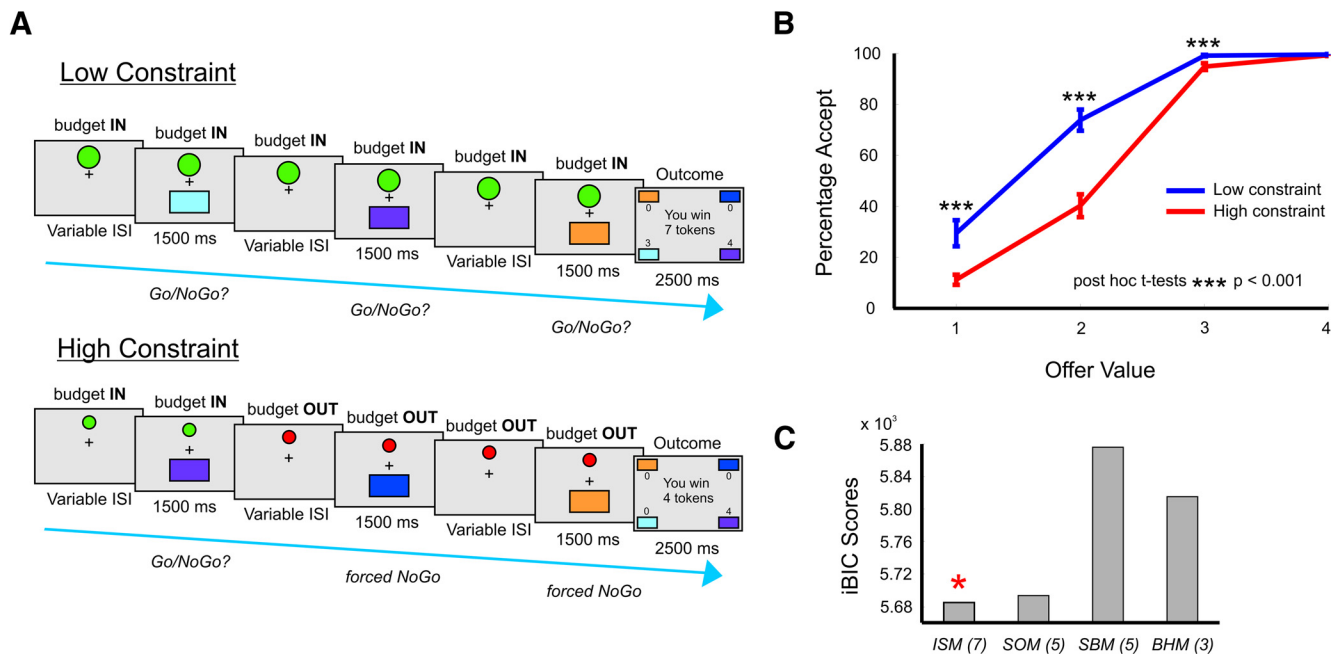 A
Low Constraint
budget IN
budget IN
budget IN
budget IN
budget IN
budget IN
Outcome
+
+
+
+
+
+
0
0
You win
7 tokens
3
4
Variable ISI
1500 ms
Variable ISI
1500 ms
Variable ISI
1500 ms
2500 ms
Go/NoGo?
Go/NoGo?
Go/NoGo?
High Constraint
budget IN
budget IN
budget OUT
budget OUT
budget OUT
budget OUT
Outcome
+
+
+
+
+
+
0
0
You win
4 tokens
0
4
Variable ISI
1500 ms
Variable ISI
1500 ms
Variable ISI
1500 ms
2500 ms
Go/NoGo?
forced NoGo
forced NoGo
B
Percentage Accept
100
80
60
40
20
0
***
***
***
Low constraint
High constraint
post hoc t-tests *** p < 0.001
1
2
3
4
Offer Value
C
x 10³
iBIC Scores
5.88
5.84
5.80
5.76
5.72
5.68
*
ISM (7)
SOM (5)
SBM (5)
BHM (3)